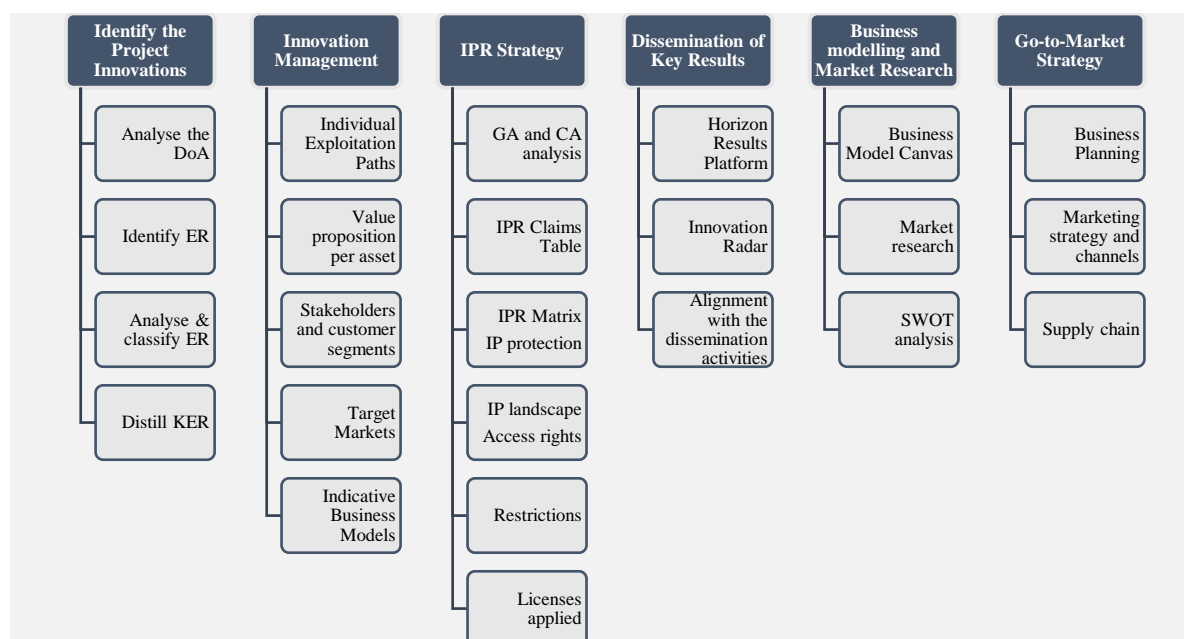 Identify the
Project
Innovations
Analyse the
DoA
Identify ER
Analyse &
classify ER
Distill KER
Innovation
Management
Individual
Exploitation
Paths
Value
proposition
per asset
Stakeholders
and customer
segments
Target
Markets
Indicative
Business
Models
IPR Strategy
GA and CA
analysis
IPR Claims
Table
IPR Matrix
IP protection
IP landscape
Access rights
Restrictions
Licenses
applied
Dissemination of
Key Results
Horizon
Results
Platform
Innovation
Radar
Alignment
with the
dissemination
activities
Business
modelling and
Market Research
Business
Model Canvas
Market
research
SWOT
analysis
Go-to-Market
Strategy
Business
Planning
Marketing
strategy and
channels
Supply chain